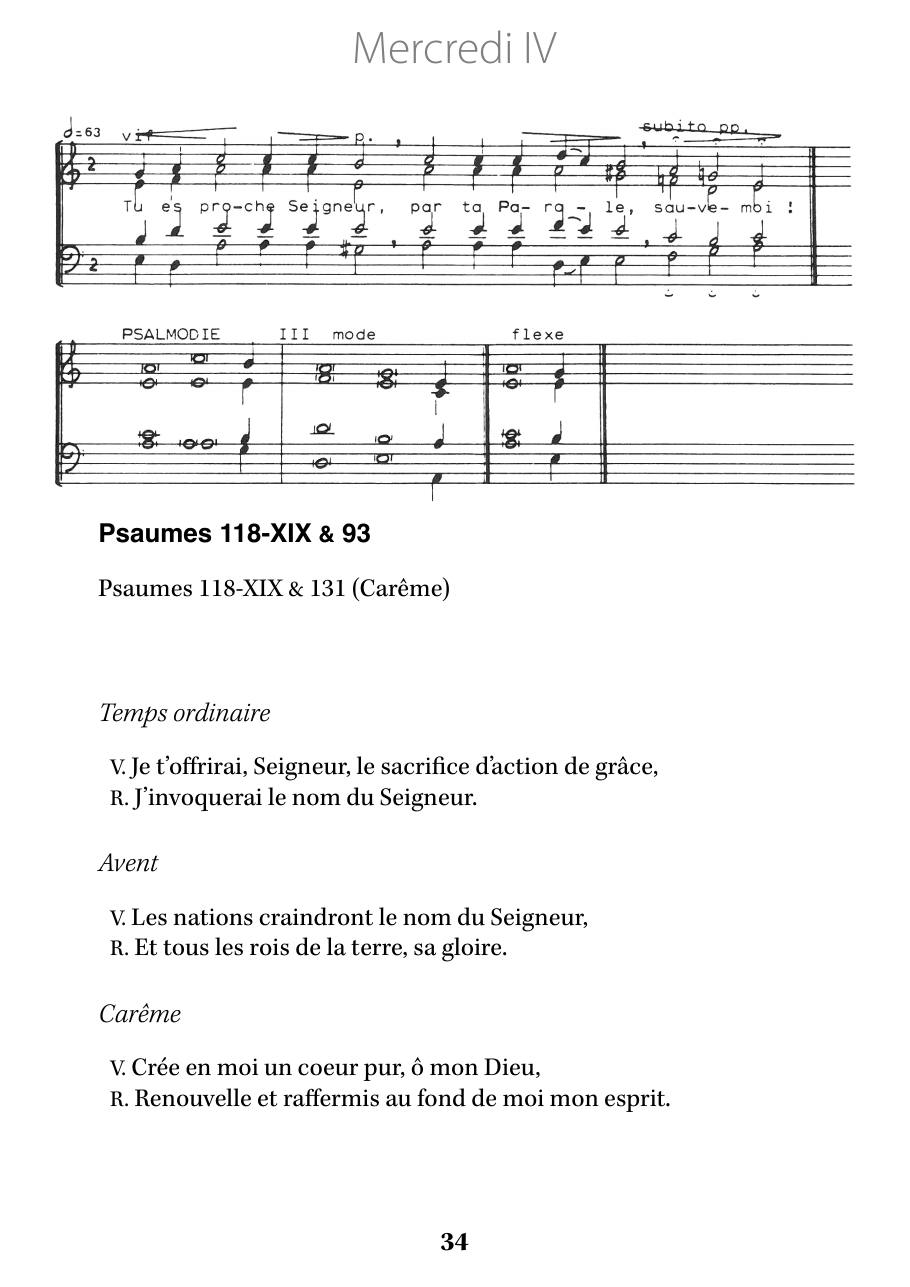 Mercredi IV
𝅗𝅥=63 vif p. subito pp.
2
Tu es pro-che Seigneur, par ta Pa- ra - le, sau-ve- moi !
2
PSALMODIE III mode flexe
Psaumes 118-XIX & 93
Psaumes 118-XIX & 131 (Carême)
Temps ordinaire
V. Je t’offrirai, Seigneur, le sacrifice d’action de grâce,
R. J’invoquerai le nom du Seigneur.
Avent
V. Les nations craindront le nom du Seigneur,
R. Et tous les rois de la terre, sa gloire.
Carême
V. Crée en moi un coeur pur, ô mon Dieu,
R. Renouvelle et raffermis au fond de moi mon esprit.
34